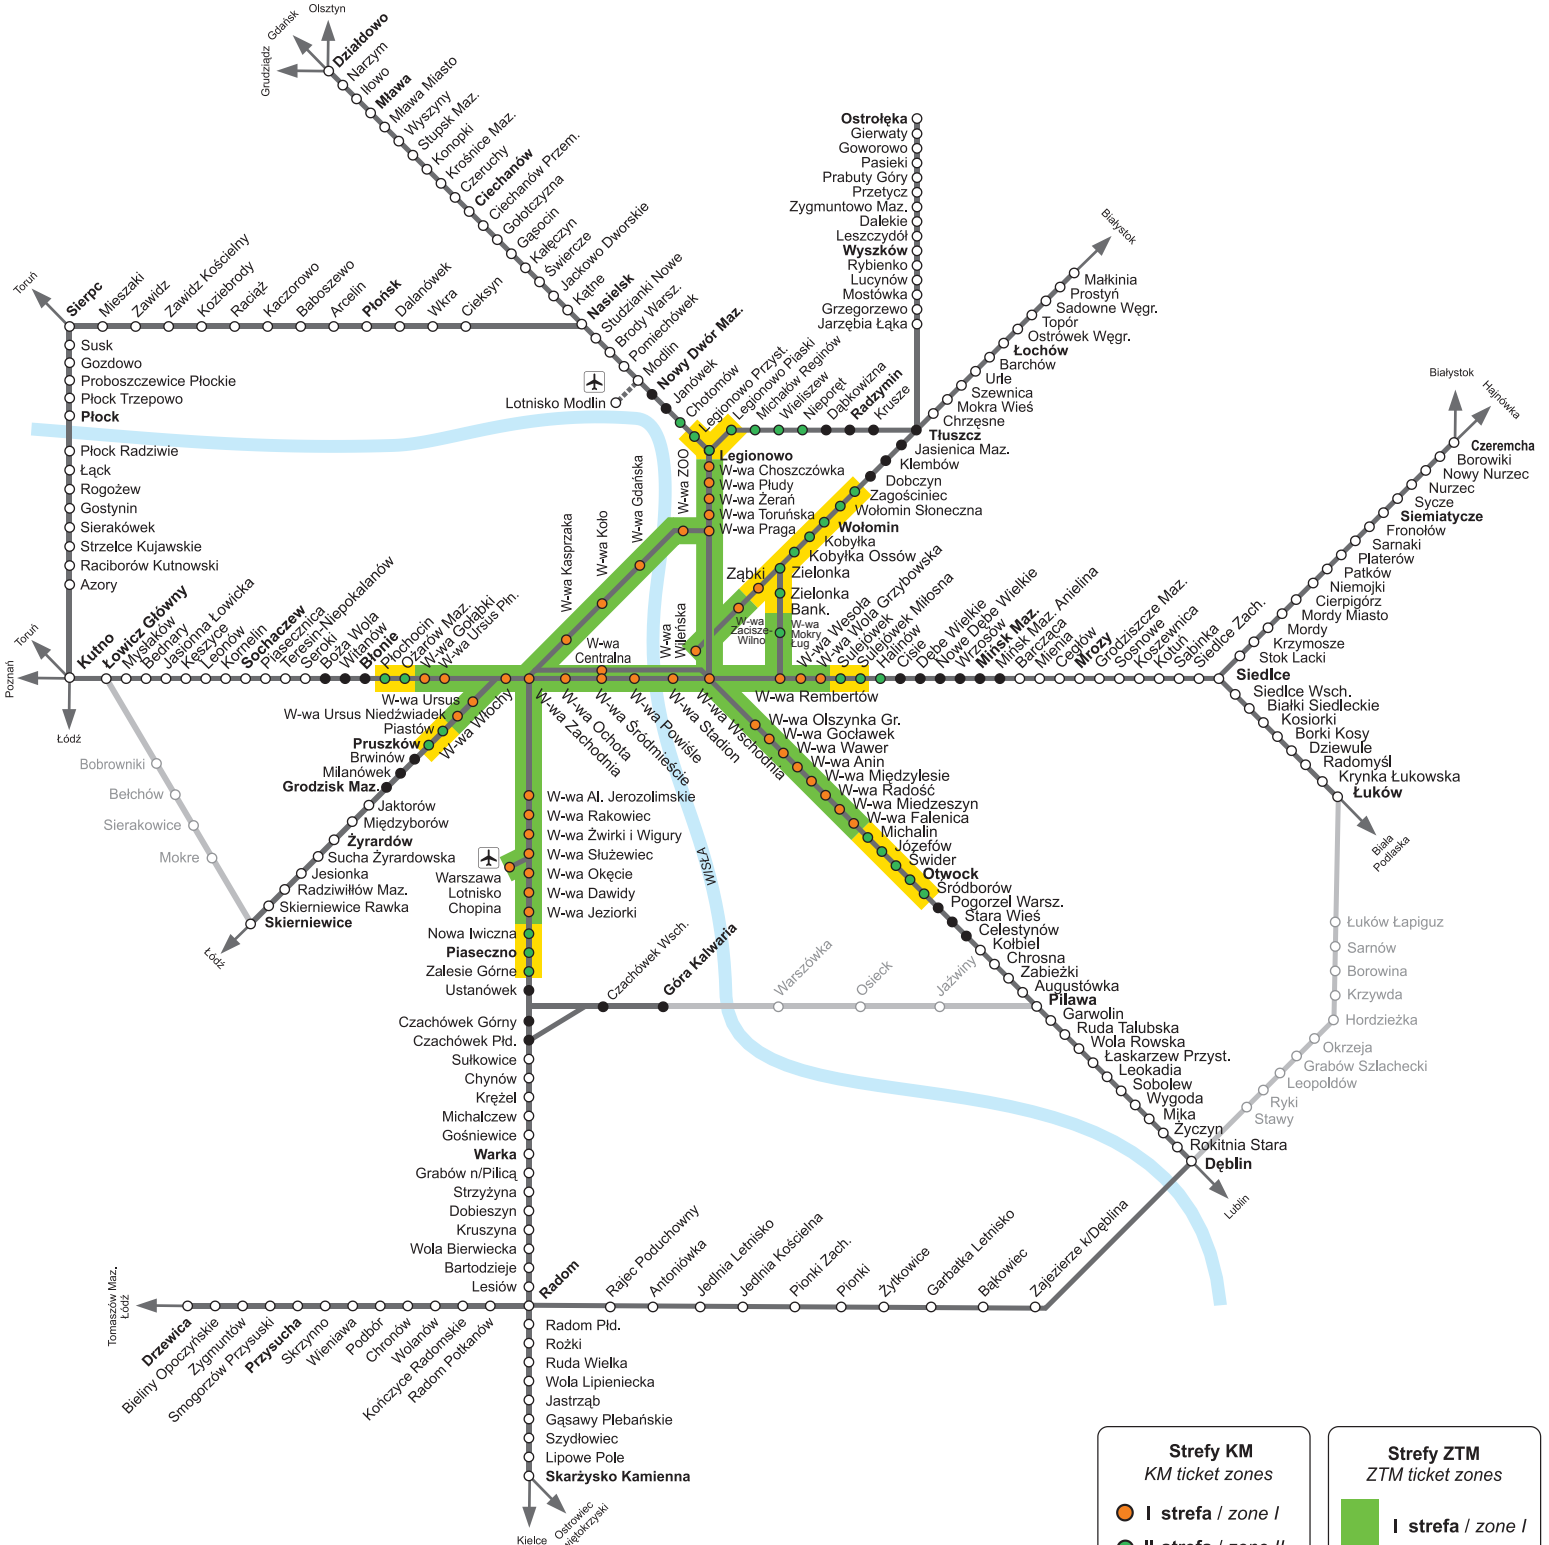 Olsztyn
Gdańsk
Grudziądz
Działdowo
Narzym
Iłowo
Mława
Mława Miasto
Wyszyny
Stupsk Maz.
Konopki
Krośnice Maz.
Czeruchy
Ciechanów
Ciechanów Przem.
Gołotczyzna
Gąsocin
Kałęczyn
Świercze
Jackowo Dworskie
Kątne
Nasielsk
Studzianki Nowe
Brody Warsz.
Pomiechówek
Modlin
Lotnisko Modlin
Nowy Dwór Maz.
Janówek
Chotomów
Legionowo Przyst.
Legionowo Piaski
Michałów Reginów
Wieliszew
Nieporęt
Dąbkowizna
Radzymin
Krusze
Ostrołęka
Gierwaty
Goworowo
Pasieki
Prabuty Góry
Przetycz
Zygmuntowo Maz.
Dalekie
Leszczydół
Wyszków
Rybienko
Lucynów
Mostówka
Grzegorzewo
Jarzębia Łąka
Białystok
Małkinia
Prostyń
Sadowne Węgr.
Topór
Ostrówek Węgr.
Łochów
Barchów
Urle
Szewnica
Mokra Wieś
Chrzęsne
Tłuszcz
Jasienica Maz.
Klembów
Dobczyn
Zagościniec
Wołomin Słoneczna
Wołomin
Kobyłka
Kobyłka Ossów
Zielonka
Zielonka
Bank.
Ząbki
W-wa
Zacisze-
Wilno
W-wa
Mokry
Ług
W-wa
Wileńska
Toruń
Sierpc
Mieszaki
Zawidz
Zawidz Kościelny
Koziebrody
Raciąż
Kaczorowo
Baboszewo
Arcelin
Płońsk
Dalanówek
Wkra
Cieksyn
Susk
Gozdowo
Proboszczewice Płockie
Płock Trzepowo
Płock
Płock Radziwie
Łąck
Rogożew
Gostynin
Sierakówek
Strzelce Kujawskie
Raciborów Kutnowski
Azory
Toruń
Poznań
Łódź
Kutno
Łowicz Główny
Mysłaków
Bednary
Jasionna Łowicka
Kęszyce
Leonów
Kornelin
Sochaczew
Piasecznica
Teresin-Niepokalanów
Seroki
Boża Wola
Witanów
Błonie
Płochocin
Ożarów Maz.
W-wa Gołąbki
W-wa Ursus Płn.
Legionowo
W-wa Choszczówka
W-wa Płudy
W-wa Żerań
W-wa Toruńska
W-wa Praga
W-wa ZOO
W-wa Gdańska
W-wa Koło
W-wa Kasprzaka
W-wa
Centralna
W-wa Włochy
W-wa Zachodnia
W-wa Ochota
W-wa Śródmieście
W-wa Powiśle
W-wa Stadion
W-wa Wschodnia
W-wa Rembertów
W-wa Wesoła
W-wa Wola Grzybowska
Sulejówek
Sulejówek Miłosna
Halinów
Cisie
Dębe Wielkie
Nowe Dębe Wielkie
Wrzosów
Mińsk Maz.
Mińsk Maz. Anielina
Barcząca
Mienia
Cegłów
Mrozy
Grodziszcze Maz.
Sosnowe
Koszewnica
Kotuń
Sabinka
Siedlce Zach.
Siedlce
Białystok
Hajnówka
Czeremcha
Borowiki
Nowy Nurzec
Nurzec
Sycze
Siemiatycze
Fronołów
Sarnaki
Platerów
Patków
Niemojki
Cierpigórz
Mordy Miasto
Mordy
Krzymosze
Stok Lacki
Siedlce Wsch.
Białki Siedleckie
Kosiorki
Borki Kosy
Dziewule
Radomyśl
Krynka Łukowska
Łuków
Biała
Podlaska
Łuków Łapiguz
Sarnów
Borowina
Krzywda
Hordzieżka
Okrzeja
Grabów Szlachecki
Leopoldów
Ryki
Stawy
W-wa Ursus
W-wa Ursus Niedźwiadek
Piastów
Pruszków
Brwinów
Milanówek
Grodzisk Maz.
Jaktorów
Międzyborów
Żyrardów
Sucha Żyrardowska
Jesionka
Radziwiłłów Maz.
Skierniewice Rawka
Skierniewice
Łódź
Bobrowniki
Bełchów
Sierakowice
Mokre
W-wa Al. Jerozolimskie
W-wa Rakowiec
W-wa Żwirki i Wigury
W-wa Służewiec
W-wa Okęcie
W-wa Dawidy
W-wa Jeziorki
Warszawa
Lotnisko
Chopina
Nowa Iwiczna
Piaseczno
Zalesie Górne
Ustanówek
Czachówek Wsch.
Góra Kalwaria
Warszówka
Osieck
Jaźwiny
Czachówek Górny
Czachówek Płd.
Sułkowice
Chynów
Krężel
Michalczew
Gośniewice
Warka
Grabów n/Pilicą
Strzyżyna
Dobieszyn
Kruszyna
Wola Bierwiecka
Bartodzieje
Lesiów
Radom
WISŁA
W-wa Olszynka Gr.
W-wa Gocławek
W-wa Wawer
W-wa Anin
W-wa Międzylesie
W-wa Radość
W-wa Miedzeszyn
W-wa Falenica
Michalin
Józefów
Świder
Otwock
Śródborów
Pogorzel Warsz.
Stara Wieś
Celestynów
Kołbiel
Chrosna
Zabieżki
Augustówka
Pilawa
Garwolin
Ruda Talubska
Wola Rowska
Łaskarzew Przyst.
Leokadia
Sobolew
Wygoda
Mika
Życzyn
Rokitnia Stara
Dęblin
Lublin
Rajec Poduchowny
Antoniówka
Jedlnia Letnisko
Jedlnia Kościelna
Pionki Zach.
Pionki
Żytkowice
Garbatka Letnisko
Bąkowiec
Zajezierze k/Dęblina
Tomaszów Maz.
Łódź
Drzewica
Bieliny Opoczyńskie
Zygmuntów
Smogorzów Przysuski
Przysucha
Skrzynno
Wieniawa
Podbór
Chronów
Wolanów
Kończyce Radomskie
Radom Potkanów
Radom Płd.
Rożki
Ruda Wielka
Wola Lipieniecka
Jastrząb
Gąsawy Plebańskie
Szydłowiec
Lipowe Pole
Skarżysko Kamienna
Kielce
Ostrowiec
więtokrzyski
Strefy KM
KM ticket zones
I strefa / zone I
II strefa / zone II
Strefy ZTM
ZTM ticket zones
I strefa / zone I